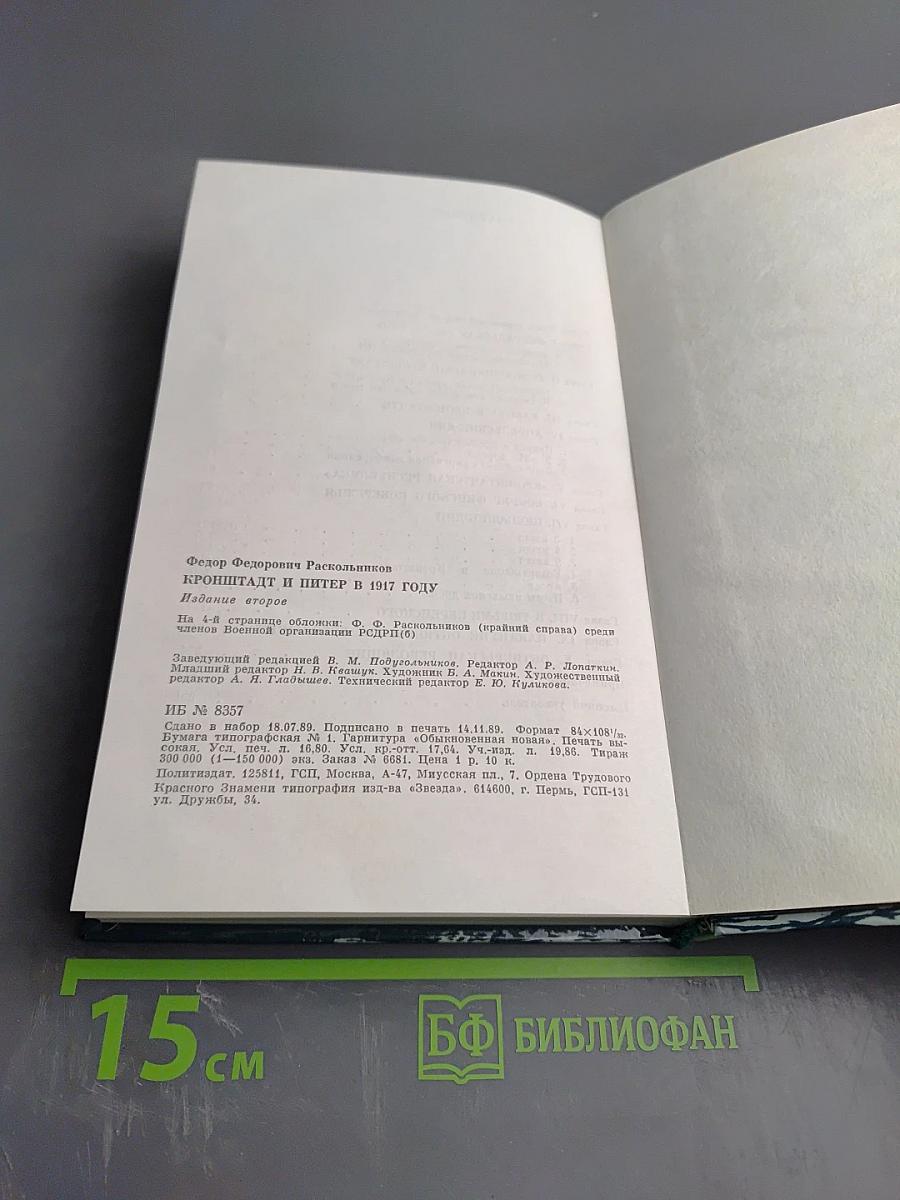 Федор Федорович Раскольников
КРОНШТАДТ И ПИТЕР В 1917 ГОДУ
Издание второе
На 4-й странице обложки: Ф. Ф. Раскольников (крайний справа) среди
членов Военной организации РСДРП(б)
Заведующий редакцией В. М. Подугольников. Редактор А. Р. Лопаткин.
Младший редактор Н. В. Кващук. Художник Б. А. Макин. Художественный
редактор А. Я. Гладышев. Технический редактор Е. Ю. Куликова.
ИБ № 8357
Сдано в набор 18.07.89. Подписано в печать 14.11.89. Формат 84×108¹/₃₂.
Бумага типографская № 1. Гарнитура «Обыкновенная новая». Печать вы-
сокая. Усл. печ. л. 16,80. Усл. кр.-отт. 17,64. Уч.-изд. л. 19,86. Тираж
300 000 (1—150 000) экз. Заказ № 6681. Цена 1 р. 10 к.
Политиздат. 125811, ГСП, Москва, А-47, Миусская пл., 7. Ордена Трудового
Красного Знамени типография изд-ва «Звезда». 614600, г. Пермь, ГСП-131
ул. Дружбы, 34.
15 см
БФ БИБЛИОФАН